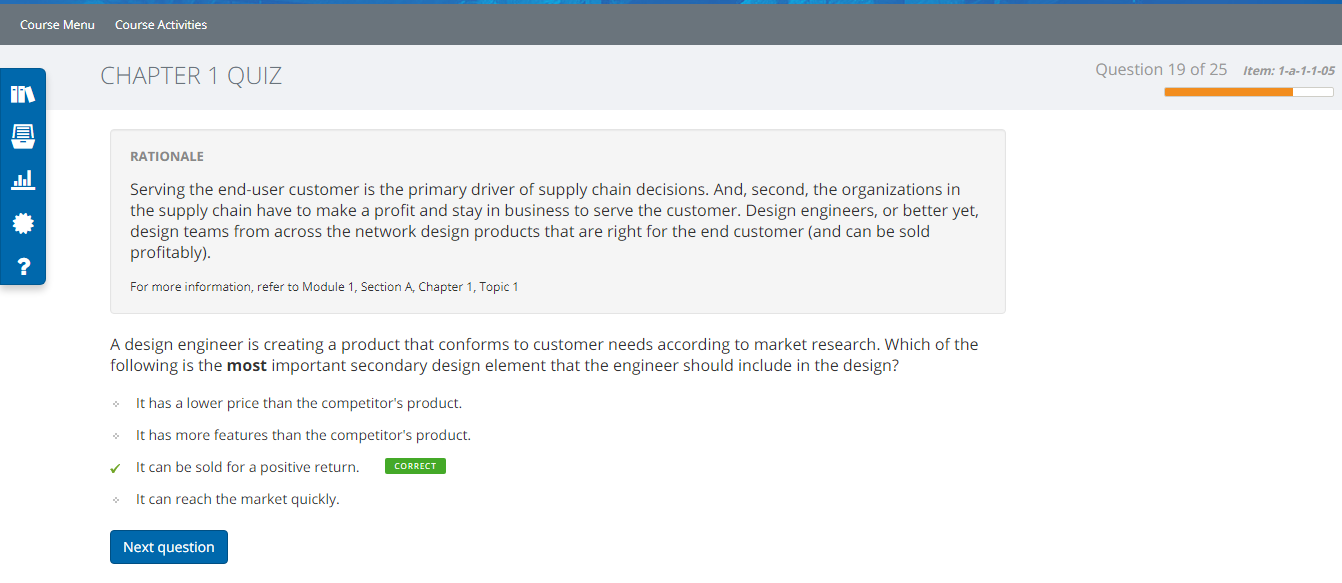 Course Menu Course Activities
CHAPTER 1 QUIZ
Question 19 of 25 Item: 1-a-1-1-05
RATIONALE
Serving the end-user customer is the primary driver of supply chain decisions. And, second, the organizations in
the supply chain have to make a profit and stay in business to serve the customer. Design engineers, or better yet,
design teams from across the network design products that are right for the end customer (and can be sold
profitably).
For more information, refer to Module 1, Section A, Chapter 1, Topic 1
A design engineer is creating a product that conforms to customer needs according to market research. Which of the
following is the most important secondary design element that the engineer should include in the design?
It has a lower price than the competitor's product.
It has more features than the competitor's product.
It can be sold for a positive return. CORRECT
It can reach the market quickly.
Next question
?